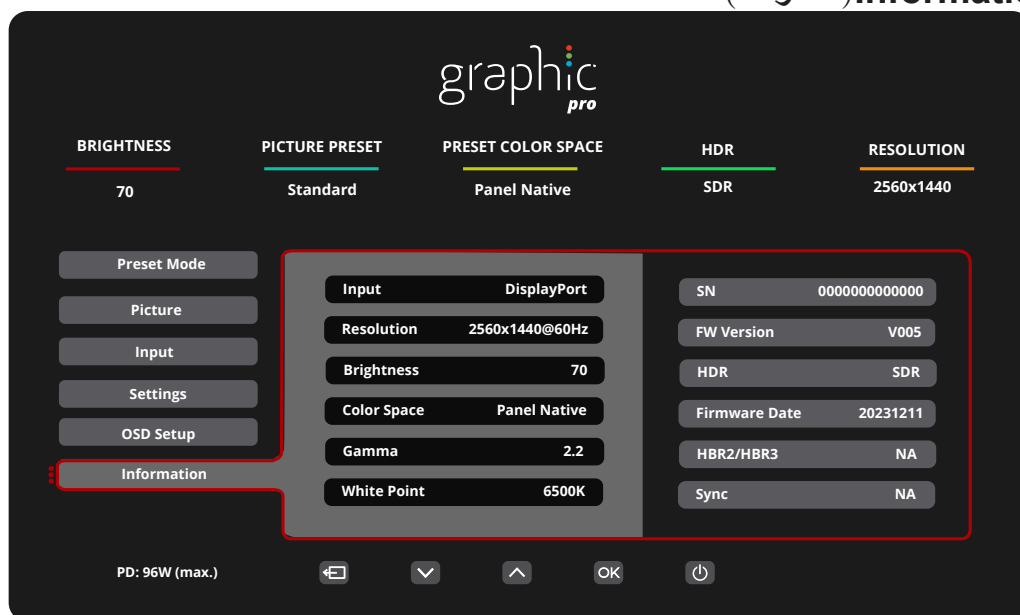 graphic
pro
BRIGHTNESS PICTURE PRESET PRESET COLOR SPACE HDR RESOLUTION
70 Standard Panel Native SDR 2560x1440
Preset Mode
Picture
Input
Settings
OSD Setup
Information
Input DisplayPort
Resolution 2560x1440@60Hz
Brightness 70
Color Space Panel Native
Gamma 2.2
White Point 6500K
SN 0000000000000
FW Version V005
HDR SDR
Firmware Date 20231211
HBR2/HBR3 NA
Sync NA
PD: 96W (max.) OK